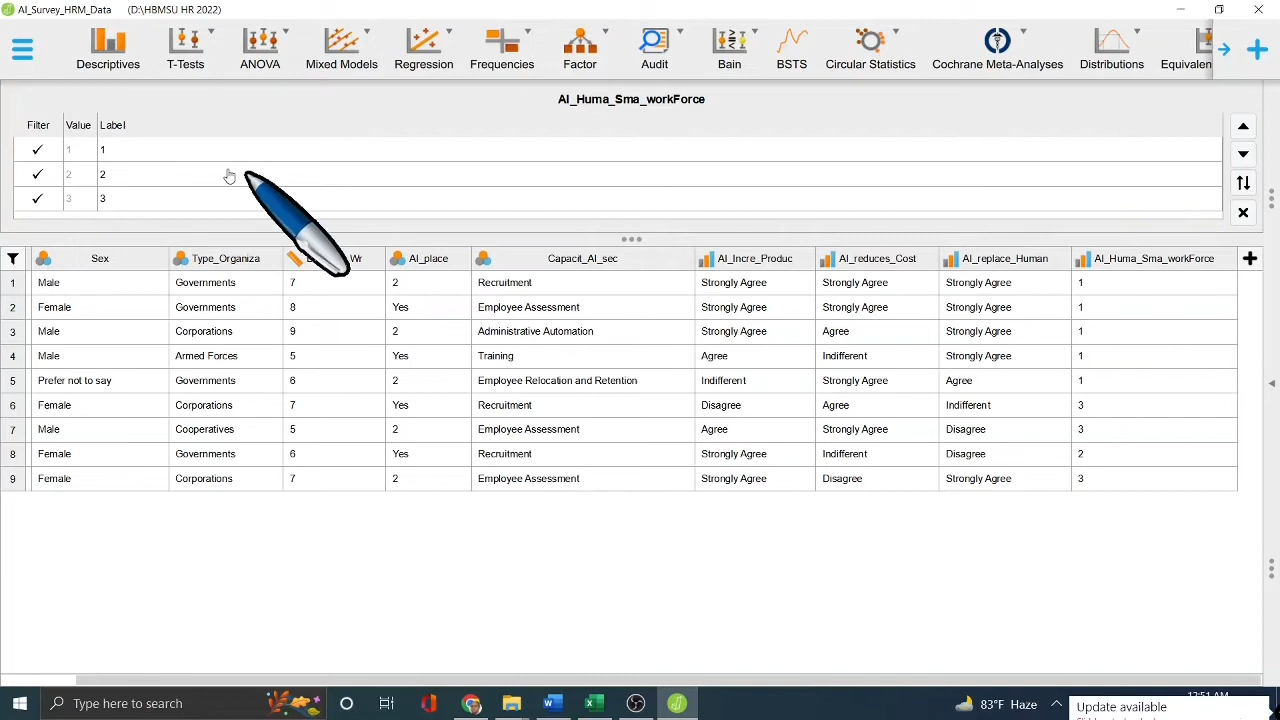 AI_Survey_HRM_Data (D:\HBMSU HR 2022)
Descriptives T-Tests ANOVA Mixed Models Regression Frequencies Factor Audit Bain BSTS Circular Statistics Cochrane Meta-Analyses Distributions Equivalen
AI_Huma_Sma_workForce
Filter Value Label
1 1
2 2
3 3
Sex Type_Organiza Wr AI_place Capacit_AI_sec AI_Incre_Produc AI_reduces_Cost AI_replace_Human AI_Huma_Sma_workForce
1 Male Governments 7 2 Recruitment Strongly Agree Strongly Agree Strongly Agree 1
2 Female Governments 8 Yes Employee Assessment Strongly Agree Strongly Agree Strongly Agree 1
3 Male Corporations 9 2 Administrative Automation Strongly Agree Agree Strongly Agree 1
4 Male Armed Forces 5 Yes Training Agree Indifferent Strongly Agree 1
5 Prefer not to say Governments 6 2 Employee Relocation and Retention Indifferent Strongly Agree Agree 1
6 Female Corporations 7 Yes Recruitment Disagree Agree Indifferent 3
7 Male Cooperatives 5 2 Employee Assessment Agree Strongly Agree Disagree 3
8 Female Governments 6 Yes Recruitment Strongly Agree Indifferent Disagree 2
9 Female Corporations 7 2 Employee Assessment Strongly Agree Disagree Strongly Agree 3
Type here to search 83°F Haze 12:51 AM
Update available